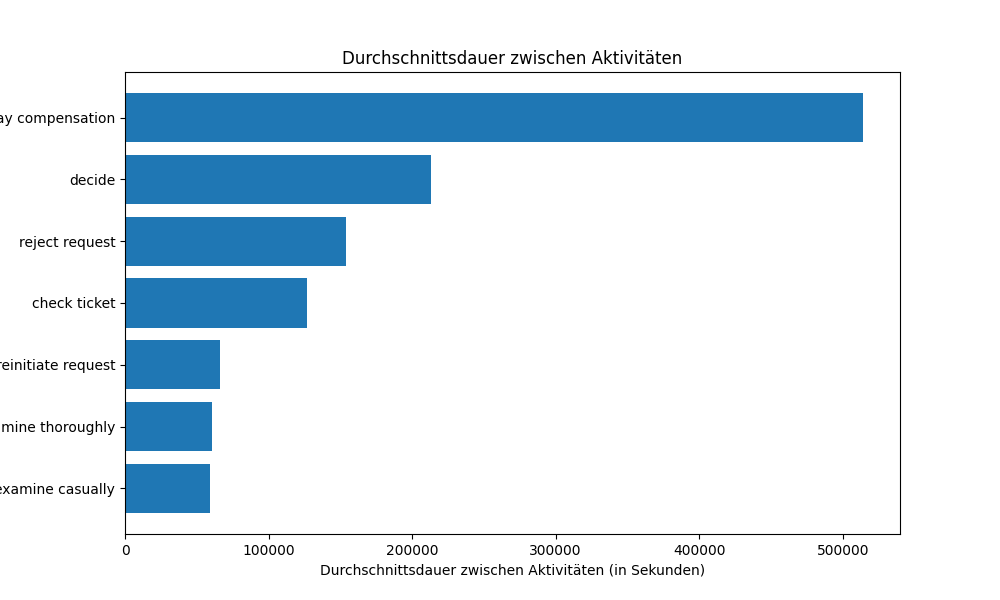 Durchschnittsdauer zwischen Aktivitäten
ay compensation
decide
reject request
check ticket
reinitiate request
mine thoroughly
examine casually
0 100000 200000 300000 400000 500000
Durchschnittsdauer zwischen Aktivitäten (in Sekunden)